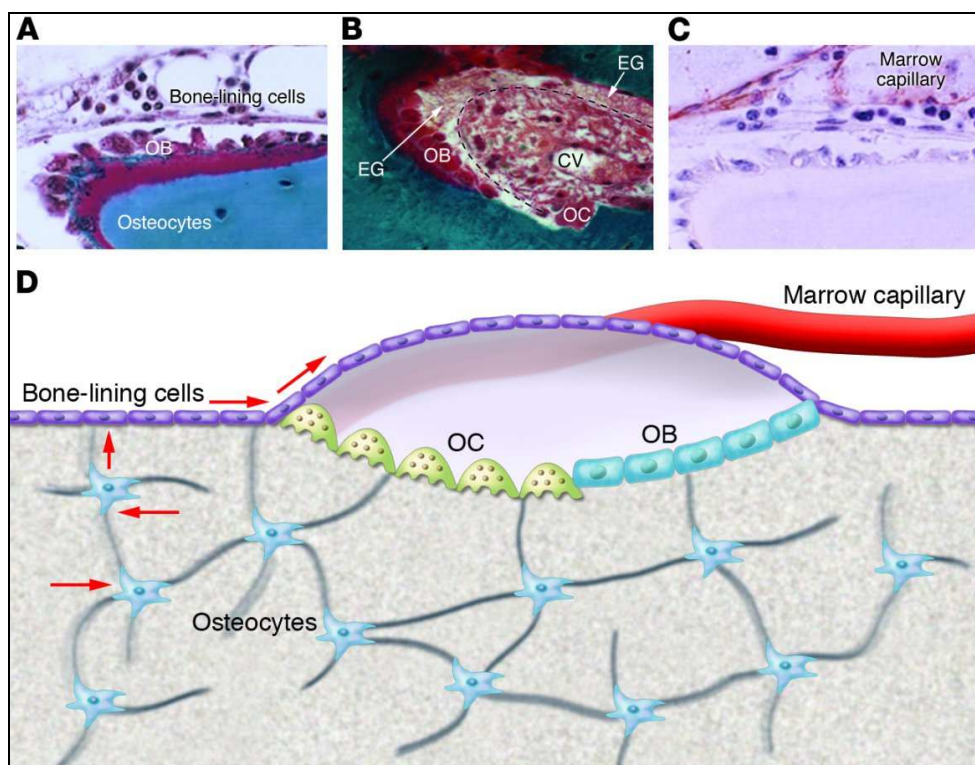 A
Bone-lining cells
OB
Osteocytes
B
EG
EG
OB
CV
OC
C
Marrow
capillary
D
Marrow capillary
Bone-lining cells
OC
OB
Osteocytes